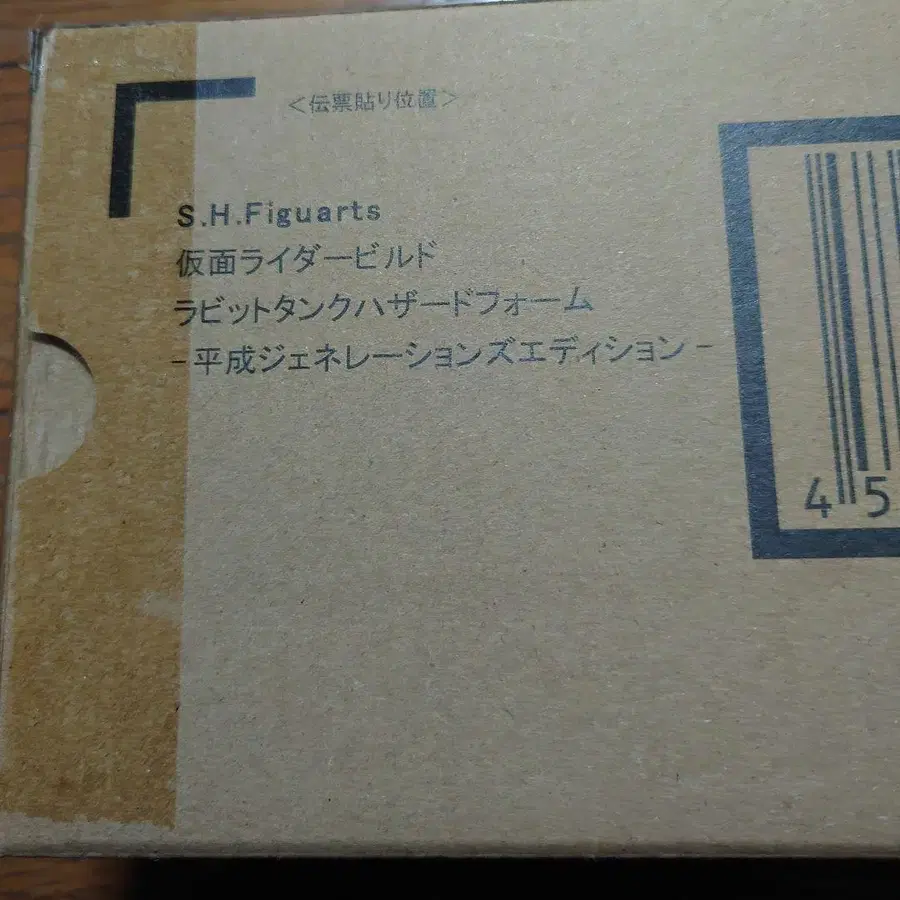 ＜伝票貼り位置＞
S.H.Figuarts
仮面ライダービルド
ラビットタンクハザードフォーム
-平成ジェネレーションズエディション-
45